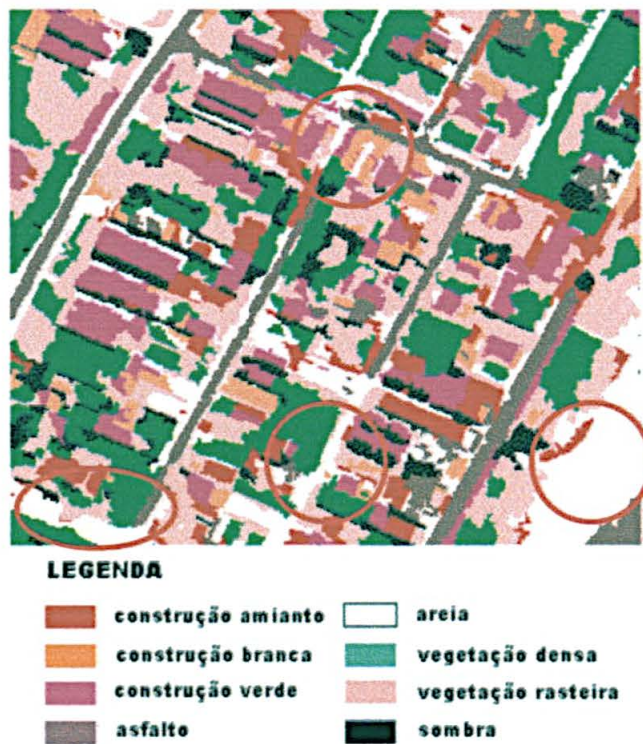 LEGENDA
construção amianto
areia
construção branca
vegetação densa
construção verde
vegetação rasteira
asfalto
sombra